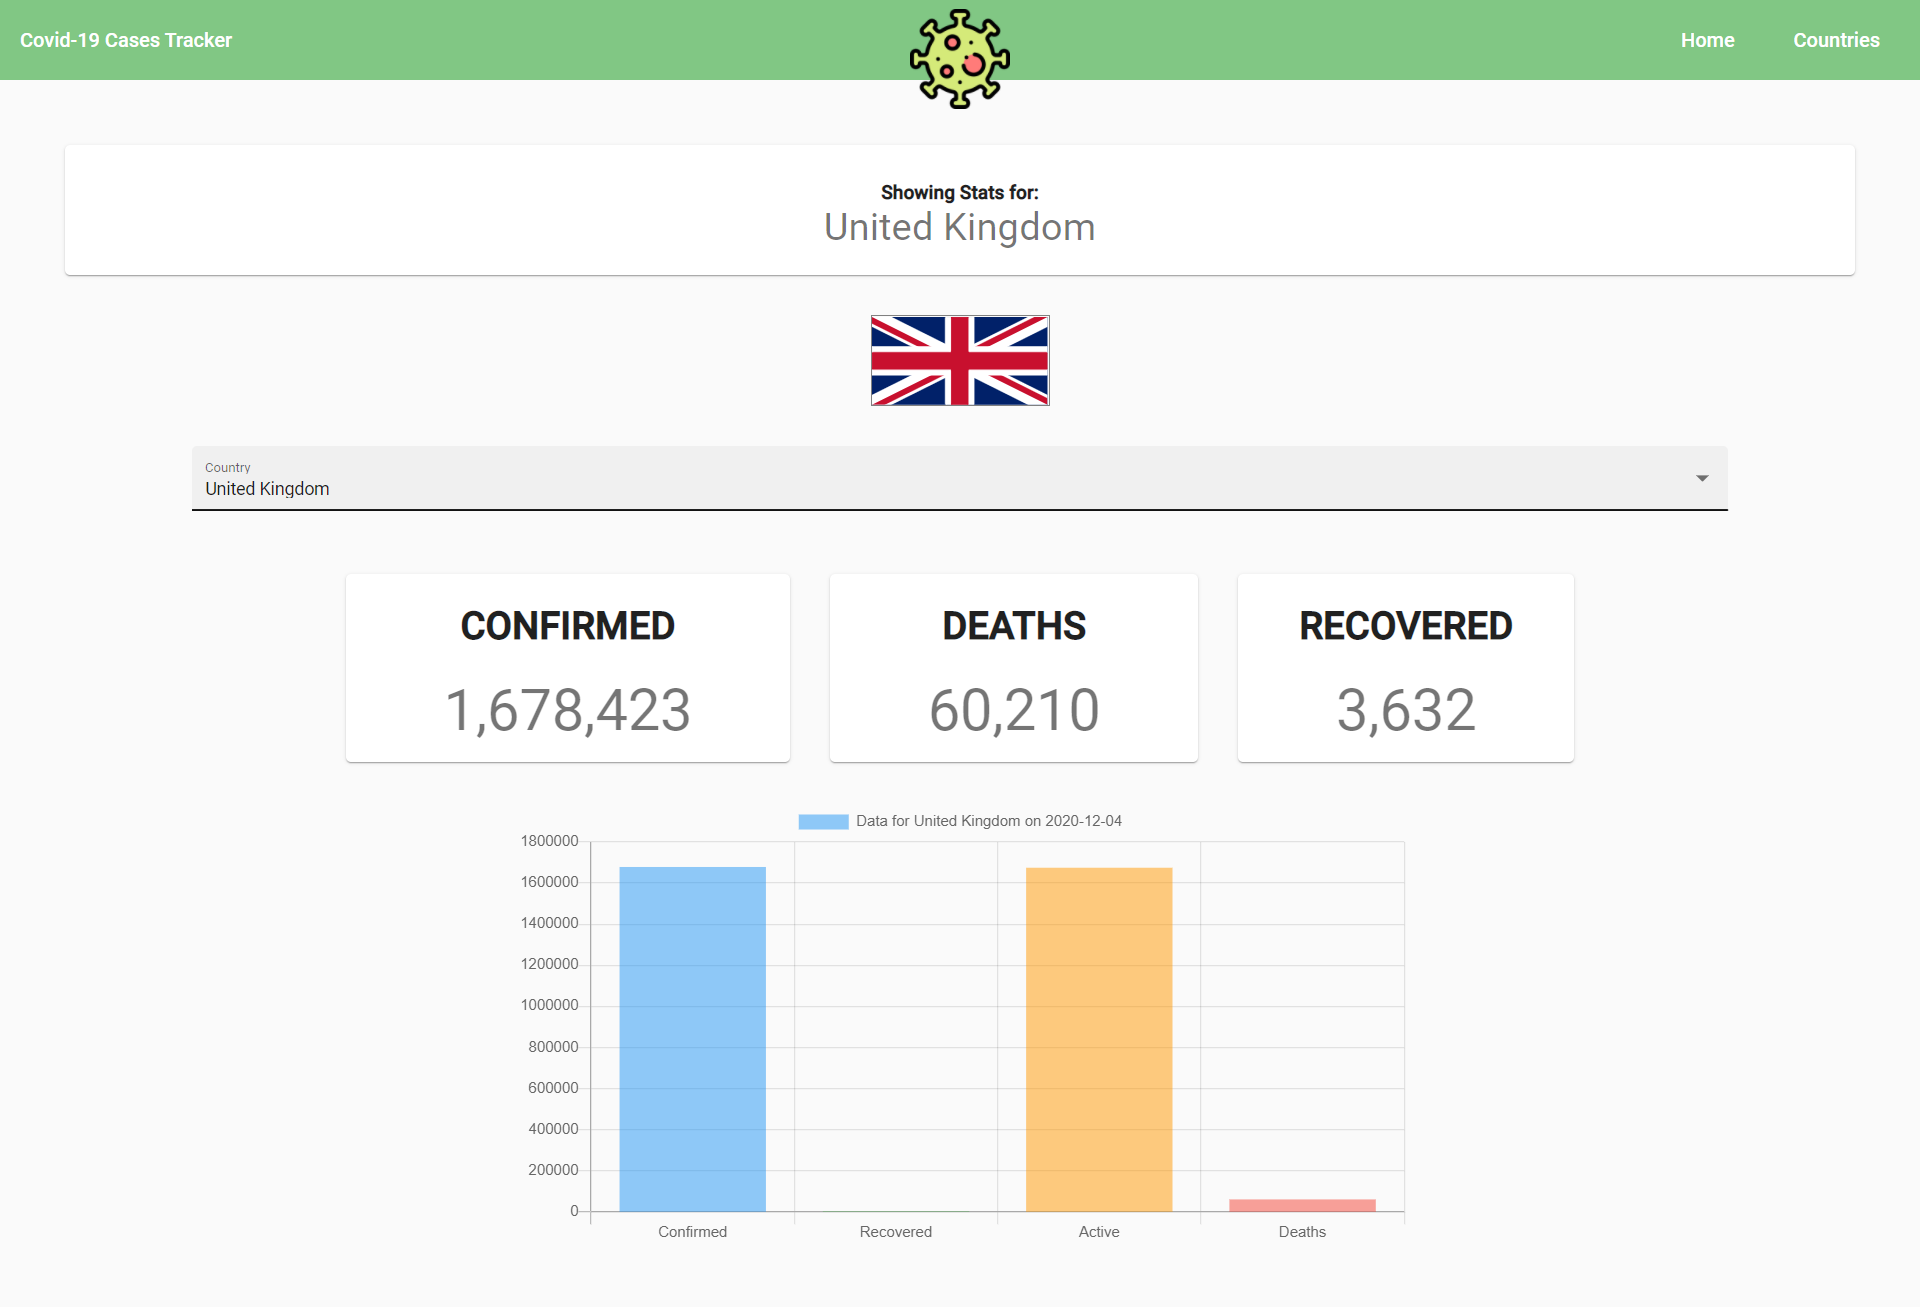 Covid-19 Cases Tracker
Home
Countries
Showing Stats for:
United Kingdom
Country
United Kingdom
CONFIRMED
1,678,423
DEATHS
60,210
RECOVERED
3,632
Data for United Kingdom on 2020-12-04
1800000
1600000
1400000
1200000
1000000
800000
600000
400000
200000
0
Confirmed
Recovered
Active
Deaths